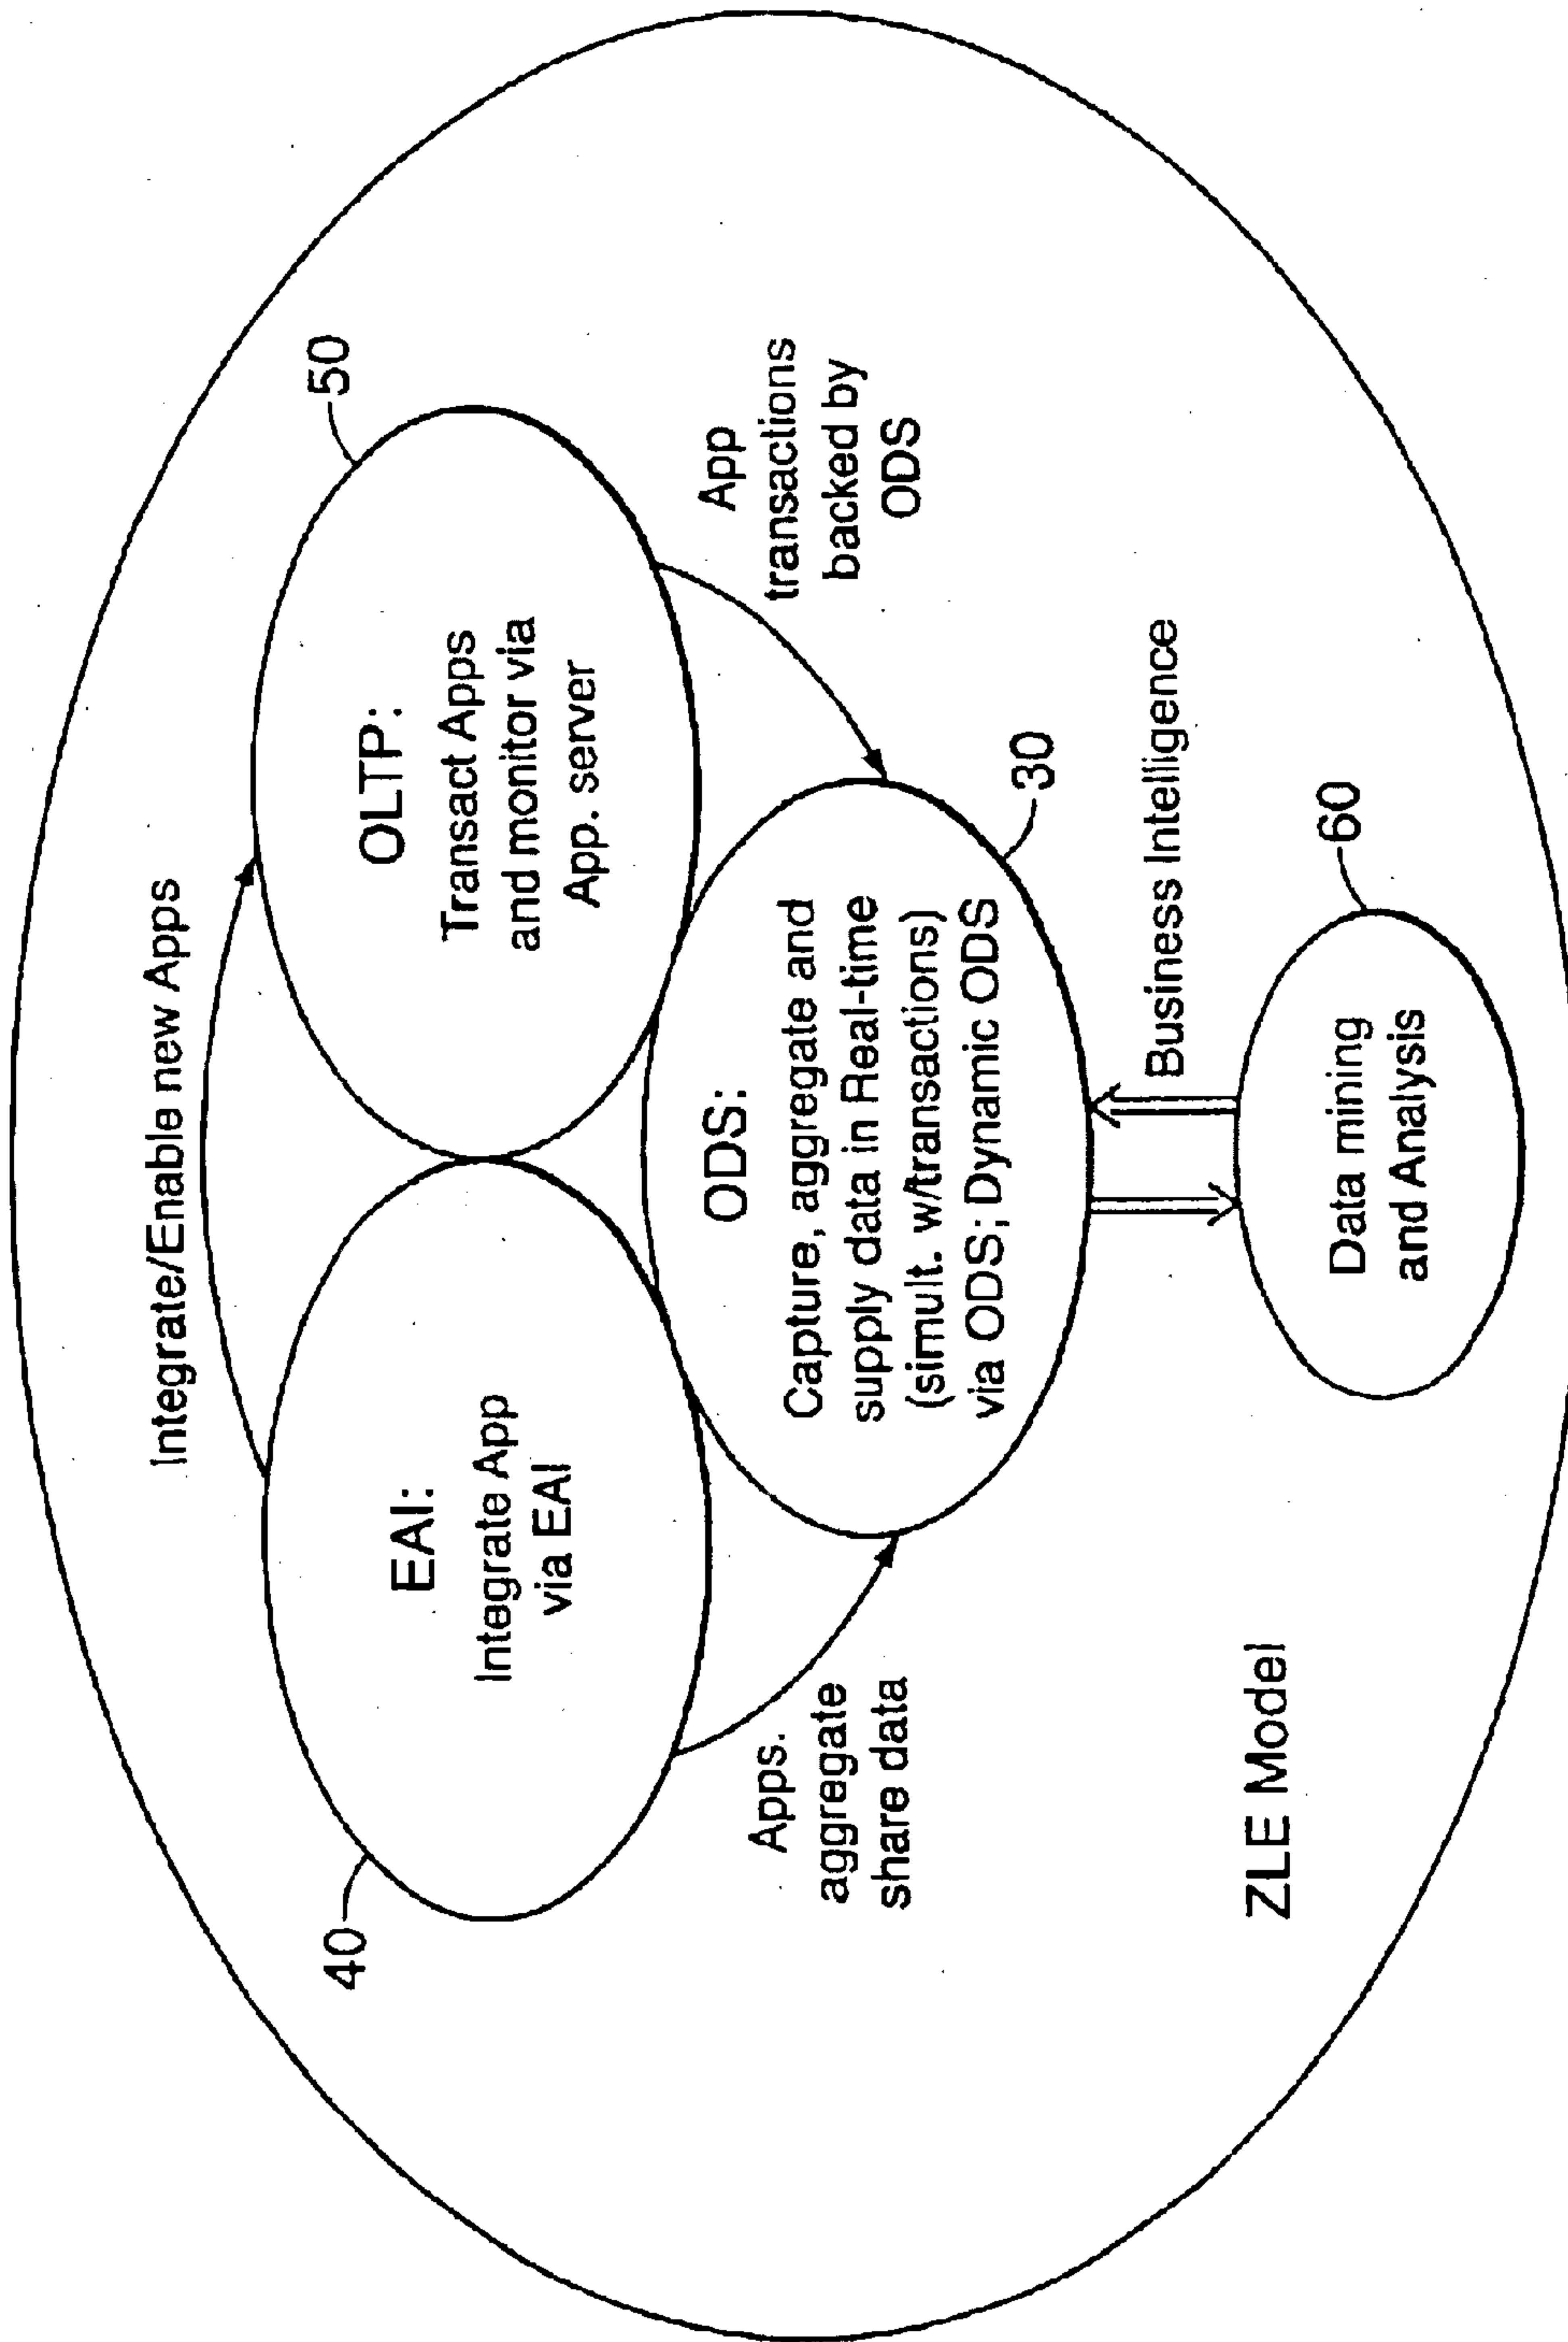 Integrate/Enable new Apps
40
EAI:
Integrate App
via EAI
50
OLTP:
Transact Apps
and monitor via
App. server
Apps.
aggregate
share data
App
transactions
backed by
ODS
ODS:
Capture, aggregate and
supply data in Real-time
(simult. w/transactions)
via ODS; Dynamic ODS
30
Business Intelligence
60
Data mining
and Analysis
ZLE Model